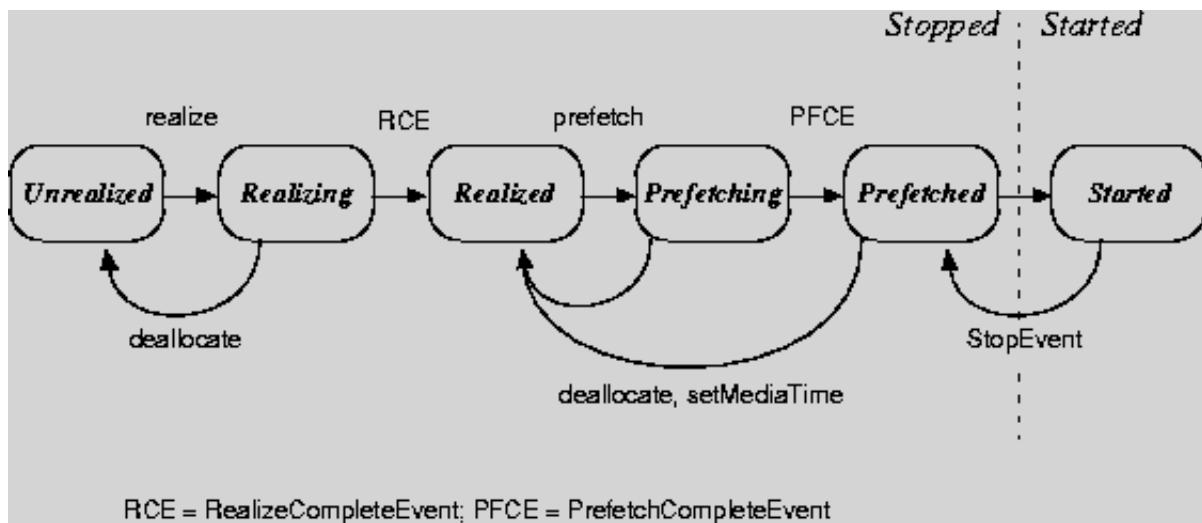 Stopped Started
realize RCE prefetch PFCE
Unrealized Realizing Realized Prefetching Prefetched Started
deallocate StopEvent
deallocate, setMediaTime
RCE = RealizeCompleteEvent; PFCE = PrefetchCompleteEvent